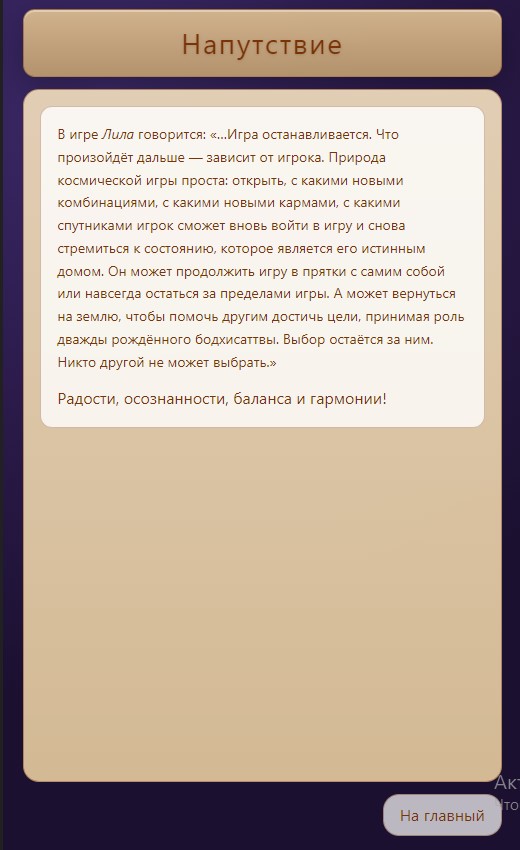 Напутствие
В игре Лила говорится: «…Игра останавливается. Что
произойдёт дальше — зависит от игрока. Природа
космической игры проста: открыть, с какими новыми
комбинациями, с какими новыми кармами, с какими
спутниками игрок сможет вновь войти в игру и снова
стремиться к состоянию, которое является его истинным
домом. Он может продолжить игру в прятки с самим собой
или навсегда остаться за пределами игры. А может вернуться
на землю, чтобы помочь другим достичь цели, принимая роль
дважды рождённого бодхисаттвы. Выбор остаётся за ним.
Никто другой не может выбрать.»
Радости, осознанности, баланса и гармонии!
На главный